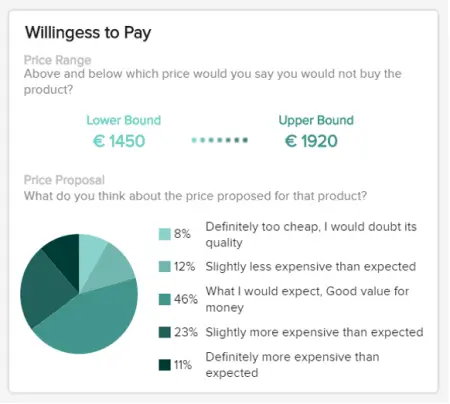 Willingess to Pay
Price Range
Above and below which price would you say you would not buy the
product?
Lower Bound
Upper Bound
€ 1450
€ 1920
Price Proposal
What do you think about the price proposed for that product?
8% Definitely too cheap, I would doubt its
quality
12% Slightly less expensive than expected
46% What I would expect, Good value for
money
23% Slightly more expensive than expected
11% Definitely more expensive than
expected